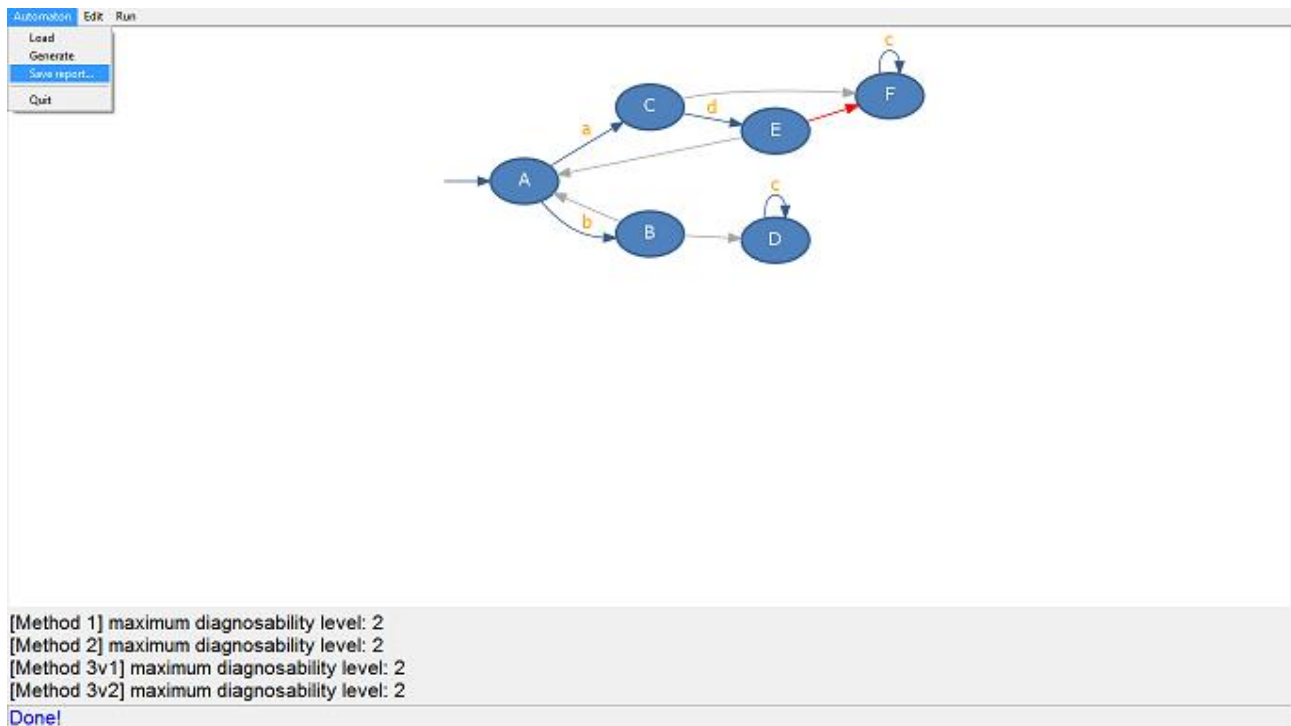 Automaton Edit Run
Load
Generate
Save report...
Quit
c
C
d
F
E
a
A
c
b
B
D
[Method 1] maximum diagnosability level: 2
[Method 2] maximum diagnosability level: 2
[Method 3v1] maximum diagnosability level: 2
[Method 3v2] maximum diagnosability level: 2
Done!